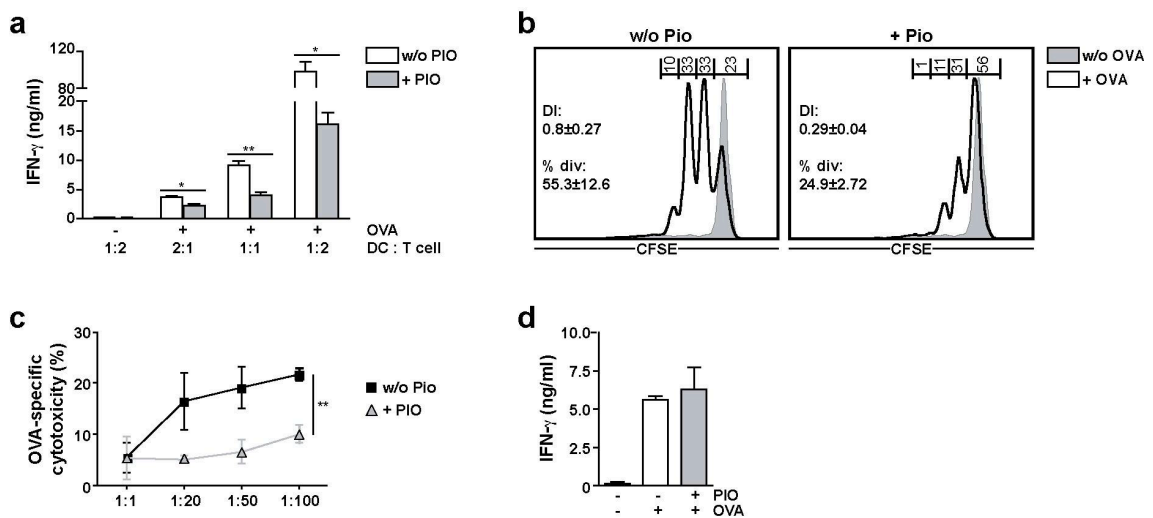 a
120
80
20
15
10
5
0
IFN-γ (ng/ml)
*
**
*
w/o PIO
+ PIO
- + + + OVA
1:2 2:1 1:1 1:2 DC : T cell
b
w/o Pio
+ Pio
10 33 33 23
1 11 31 56
DI:
0.8±0.27
% div:
55.3±12.6
DI:
0.29±0.04
% div:
24.9±2.72
CFSE
CFSE
w/o OVA
+ OVA
c
30
20
10
0
OVA-specific
cytotoxicity (%)
**
w/o Pio
+ PIO
1:1 1:20 1:50 1:100
d
10.0
7.5
5.0
2.5
0
IFN-γ (ng/ml)
- - + PIO
- + + OVA